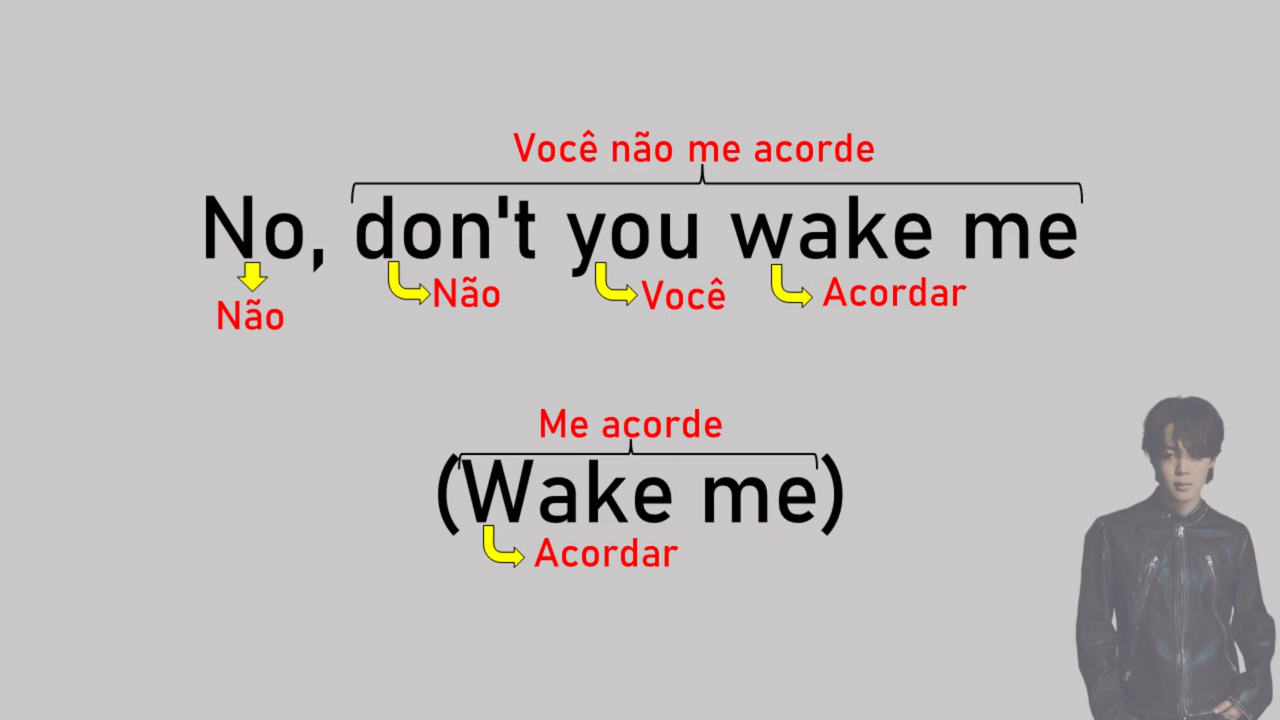 Você não me acorde
No, don't you wake me
Não Não Você Acordar
Me acorde
(Wake me)
Acordar